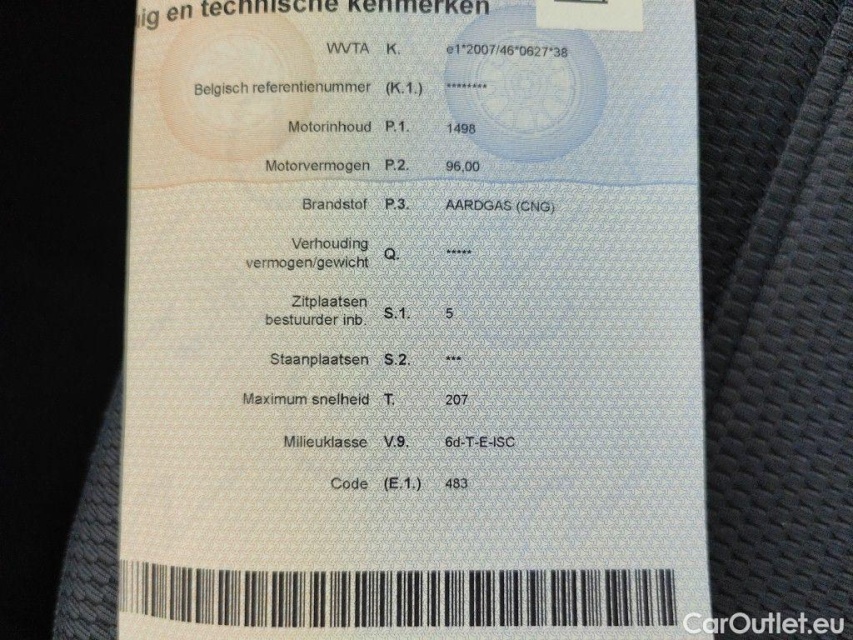 ig en technische kenmerken
WVTA K. e1*2007/46*0627*38
Belgisch referentienummer (K.1.) ********
Motorinhoud P.1. 1498
Motorvermogen P.2. 96,00
Brandstof P.3. AARDGAS (CNG)
Verhouding
vermogen/gewicht Q. *****
Zitplaatsen
bestuurder inb. S.1. 5
Staanplaatsen S.2. ***
Maximum snelheid T. 207
Milieuklasse V.9. 6d-T-E-ISC
Code (E.1.) 483
CarOutlet.eu